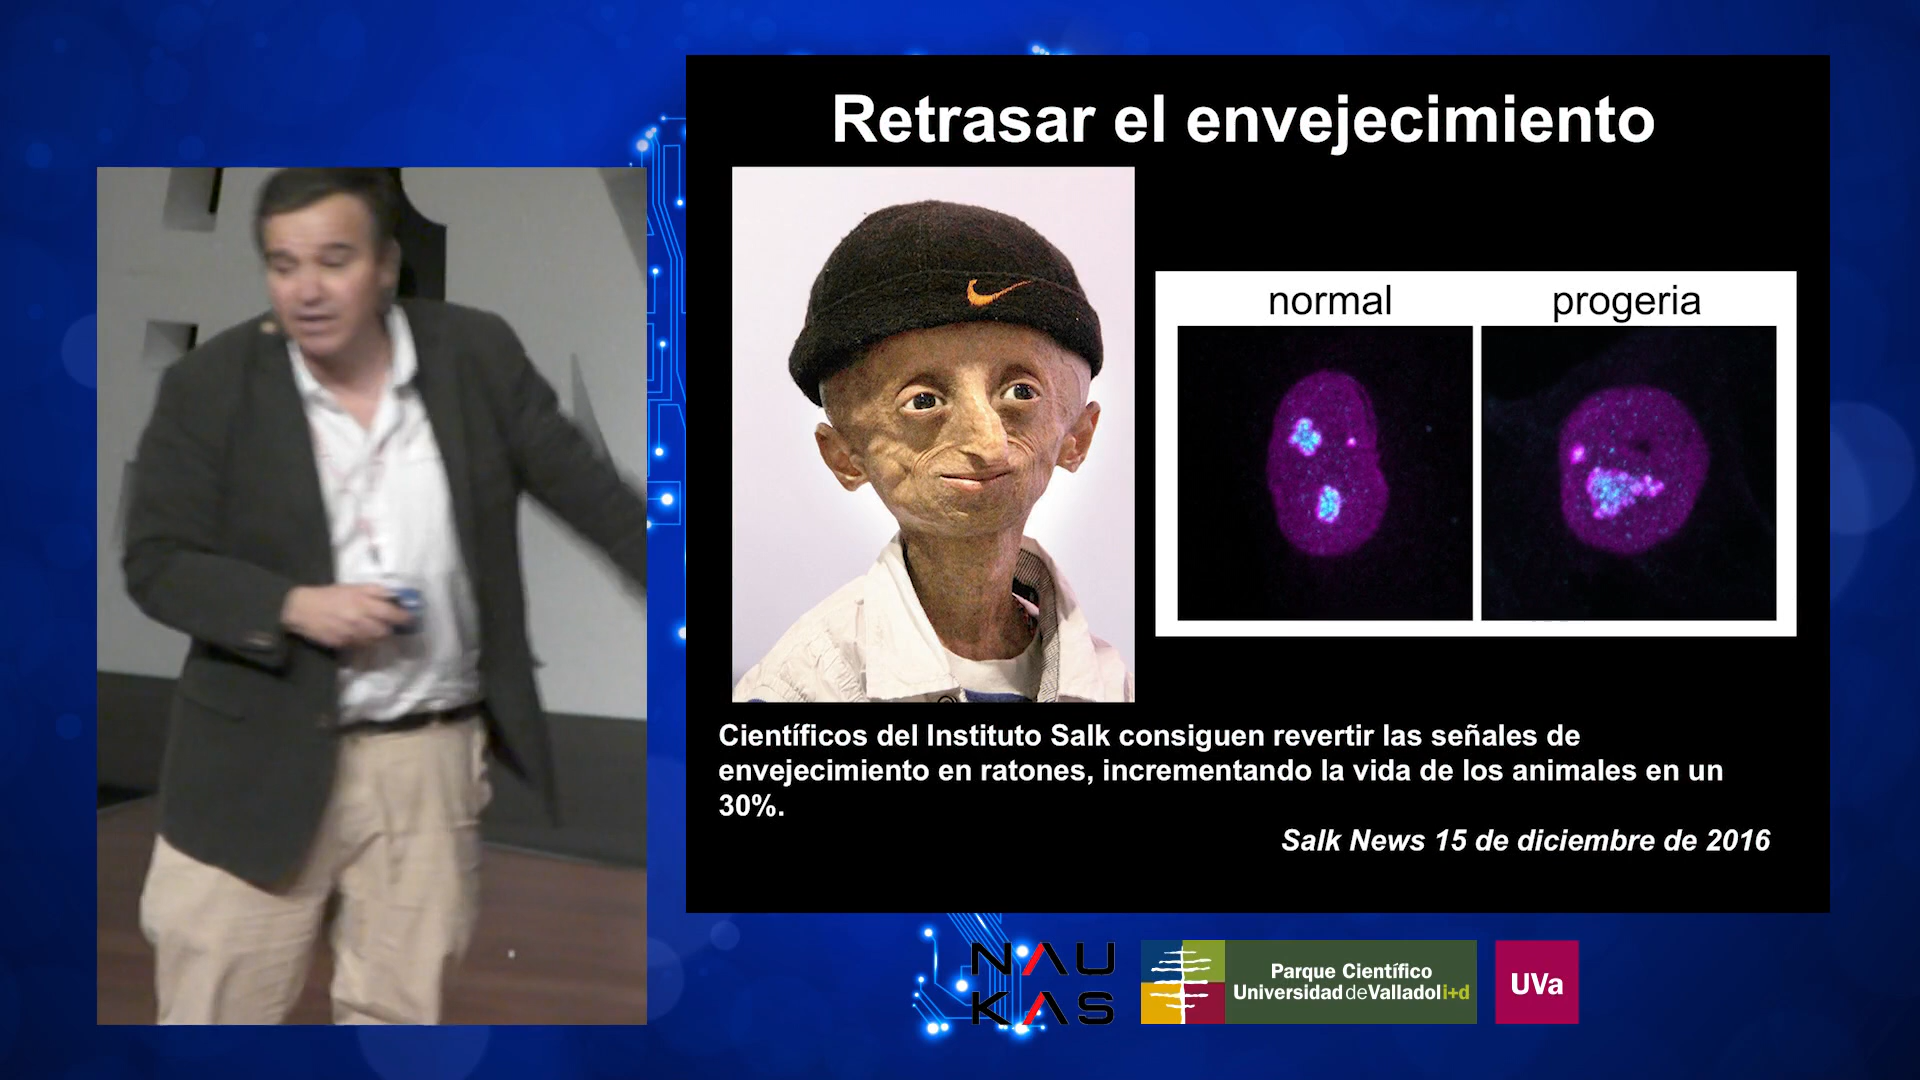 Retrasar el envejecimiento
normal
progeria
Científicos del Instituto Salk consiguen revertir las señales de
envejecimiento en ratones, incrementando la vida de los animales en un
30%.
Salk News 15 de diciembre de 2016
NAU
KAS
Parque Científico
Universidad de Valladolid i+d
UVa